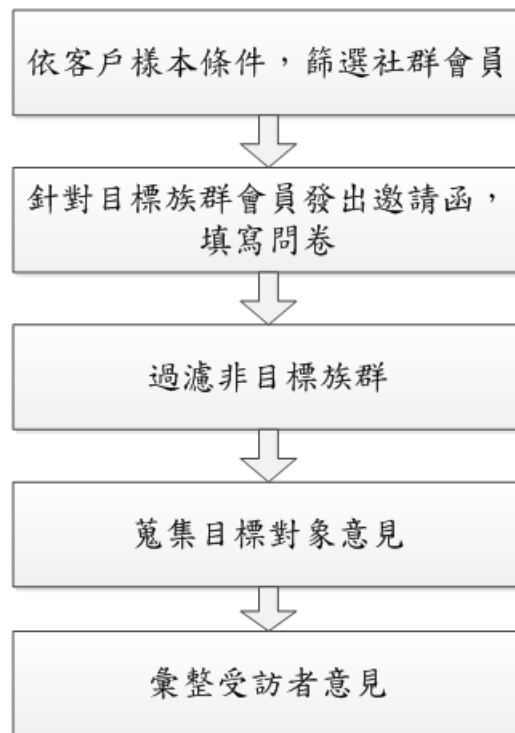 依客戶樣本條件，篩選社群會員
針對目標族群會員發出邀請函，
填寫問卷
過濾非目標族群
蒐集目標對象意見
彙整受訪者意見